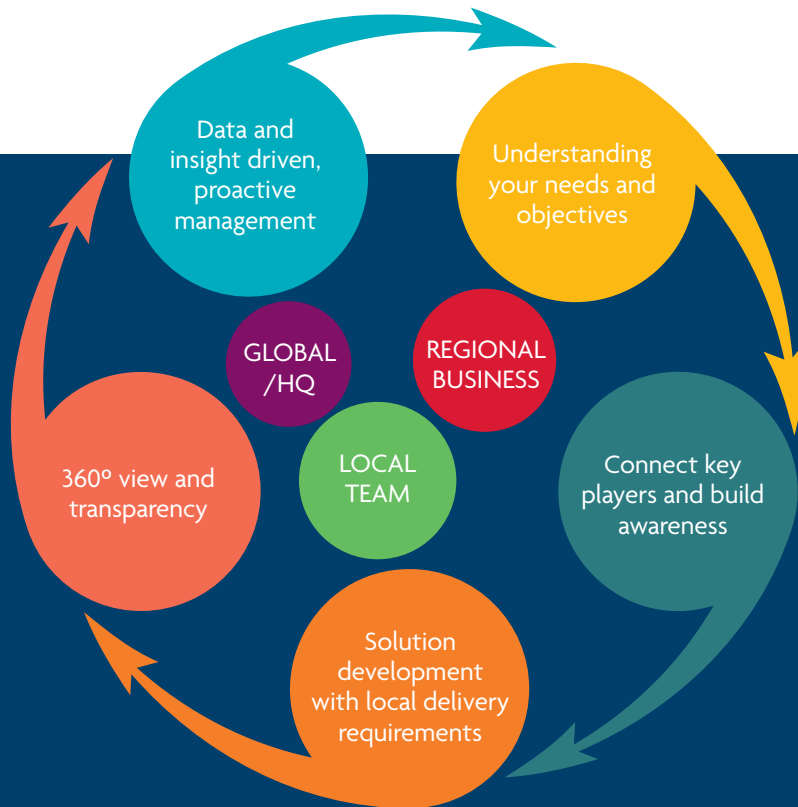 Data and
insight driven,
proactive
management
Understanding
your needs and
objectives
GLOBAL
/HQ
REGIONAL
BUSINESS
LOCAL
TEAM
360º view and
transparency
Connect key
players and build
awareness
Solution
development
with local delivery
requirements